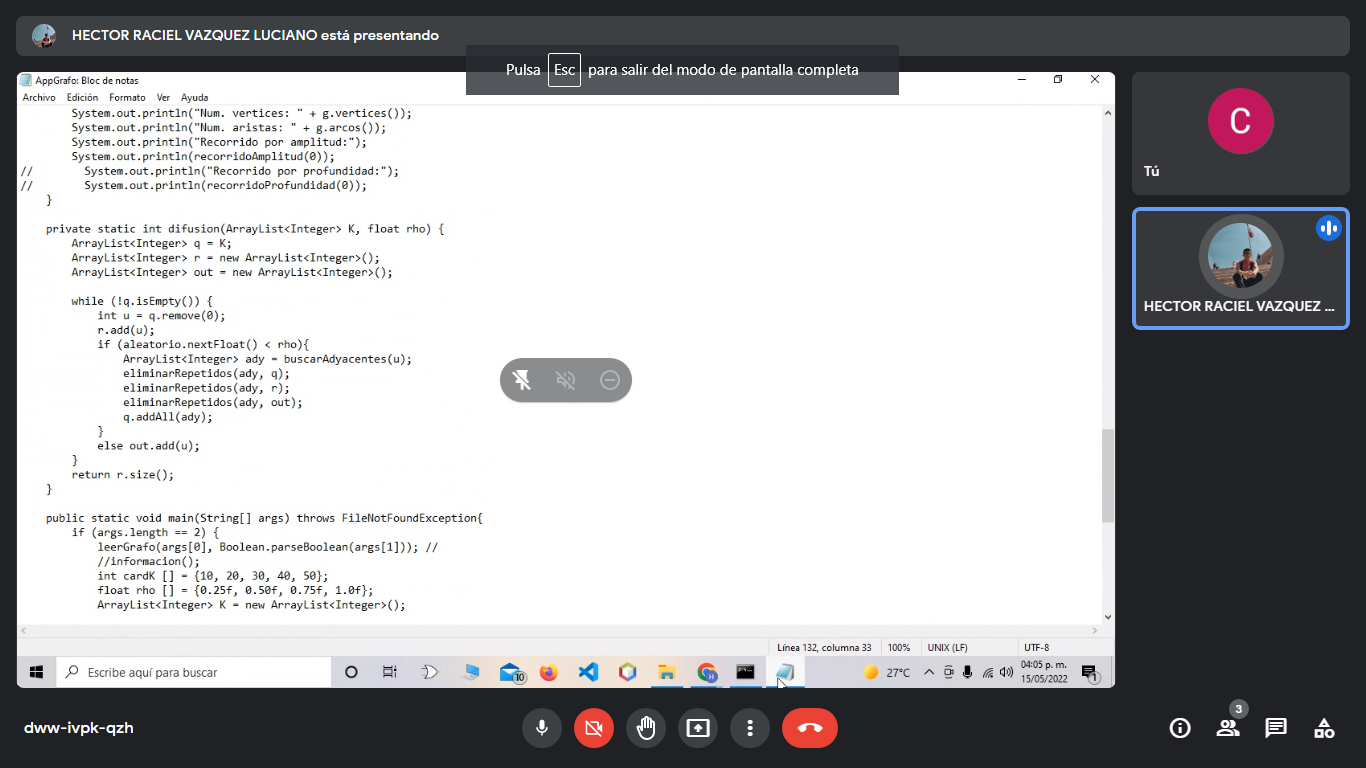 HECTOR RACIEL VAZQUEZ LUCIANO está presentando
Pulsa Esc para salir del modo de pantalla completa
AppGrafo: Bloc de notas
Archivo Edición Formato Ver Ayuda
System.out.println("Num. vertices: " + g.vertices());
System.out.println("Num. aristas: " + g.arcos());
System.out.println("Recorrido por amplitud:");
System.out.println(recorridoAmplitud(0));
// System.out.println("Recorrido por profundidad:");
// System.out.println(recorridoProfundidad(0));
}
private static int difusion(ArrayList<Integer> K, float rho) {
ArrayList<Integer> q = K;
ArrayList<Integer> r = new ArrayList<Integer>();
ArrayList<Integer> out = new ArrayList<Integer>();
while (!q.isEmpty()) {
int u = q.remove(0);
r.add(u);
if (aleatorio.nextFloat() < rho){
ArrayList<Integer> ady = buscarAdyacentes(u);
eliminarRepetidos(ady, q);
eliminarRepetidos(ady, r);
eliminarRepetidos(ady, out);
q.addAll(ady);
}
else out.add(u);
}
return r.size();
}
public static void main(String[] args) throws FileNotFoundException{
if (args.length == 2) {
leerGrafo(args[0], Boolean.parseBoolean(args[1])); //
//informacion();
int cardK [] = {10, 20, 30, 40, 50};
float rho [] = {0.25f, 0.50f, 0.75f, 1.0f};
ArrayList<Integer> K = new ArrayList<Integer>();
Línea 132, columna 33 100% UNIX (LF) UTF-8
Escribe aquí para buscar
10
H
27°C
04:05 p. m.
15/05/2022
1
C
Tú
HECTOR RACIEL VAZQUEZ ...
dww-ivpk-qzh
3